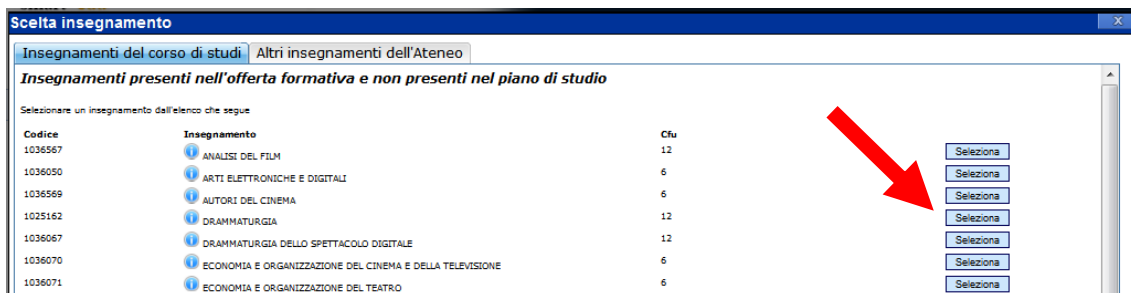 Scelta insegnamento X
Insegnamenti del corso di studi Altri insegnamenti dell'Ateneo
Insegnamenti presenti nell'offerta formativa e non presenti nel piano di studio
Selezionare un insegnamento dall'elenco che segue
Codice Insegnamento Cfu
1036567 ANALISI DEL FILM 12 Seleziona
1036050 ARTI ELETTRONICHE E DIGITALI 6 Seleziona
1036569 AUTORI DEL CINEMA 6 Seleziona
1025162 DRAMMATURGIA 12 Seleziona
1036067 DRAMMATURGIA DELLO SPETTACOLO DIGITALE 12 Seleziona
1036070 ECONOMIA E ORGANIZZAZIONE DEL CINEMA E DELLA TELEVISIONE 6 Seleziona
1036071 ECONOMIA E ORGANIZZAZIONE DEL TEATRO 6 Seleziona